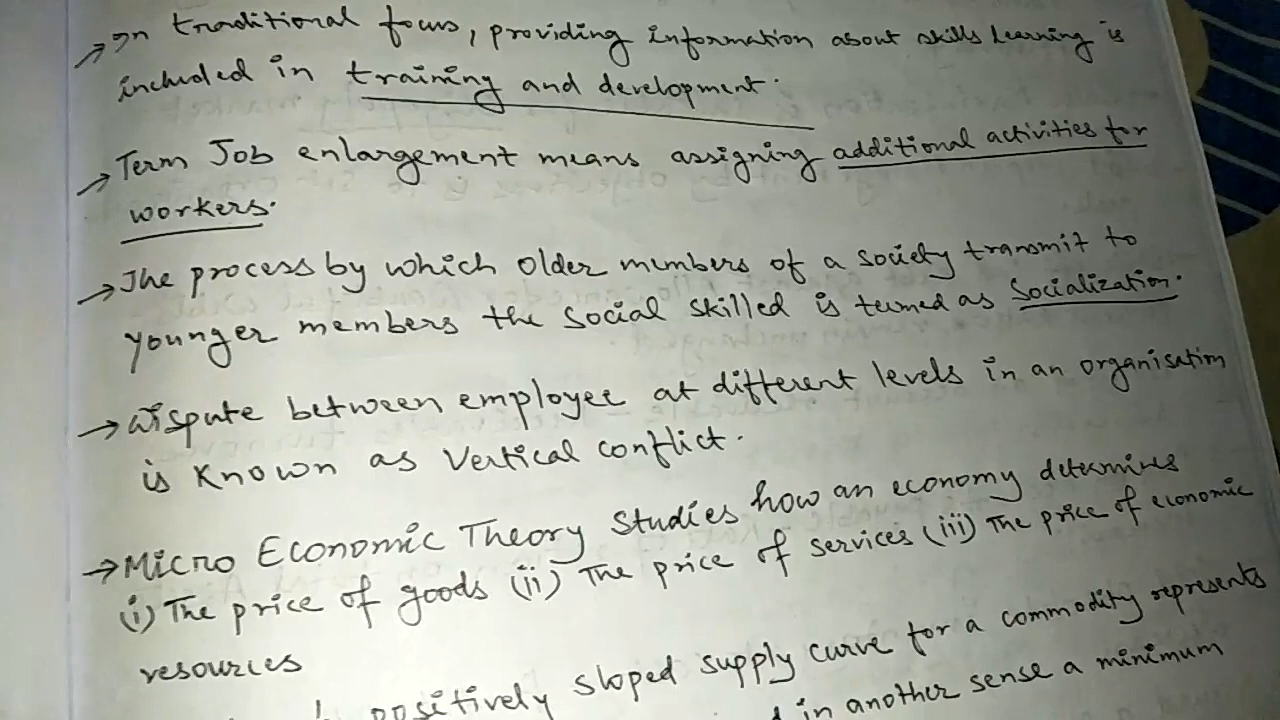 → In traditional focus, providing information about skills learning is
included in training and development.
→ Term Job enlargement means assigning additional activities for
workers.
→ The process by which older members of a society transmit to
younger members the social skilled is termed as Socialization.
→ Dispute between employee at different levels in an organisation
is Known as Vertical conflict.
→ Micro Economic Theory Studies how an economy determines
(i) The price of goods (ii) The price of services (iii) The price of economic
resources
positively sloped supply curve for a commodity represents
in another sense a minimum